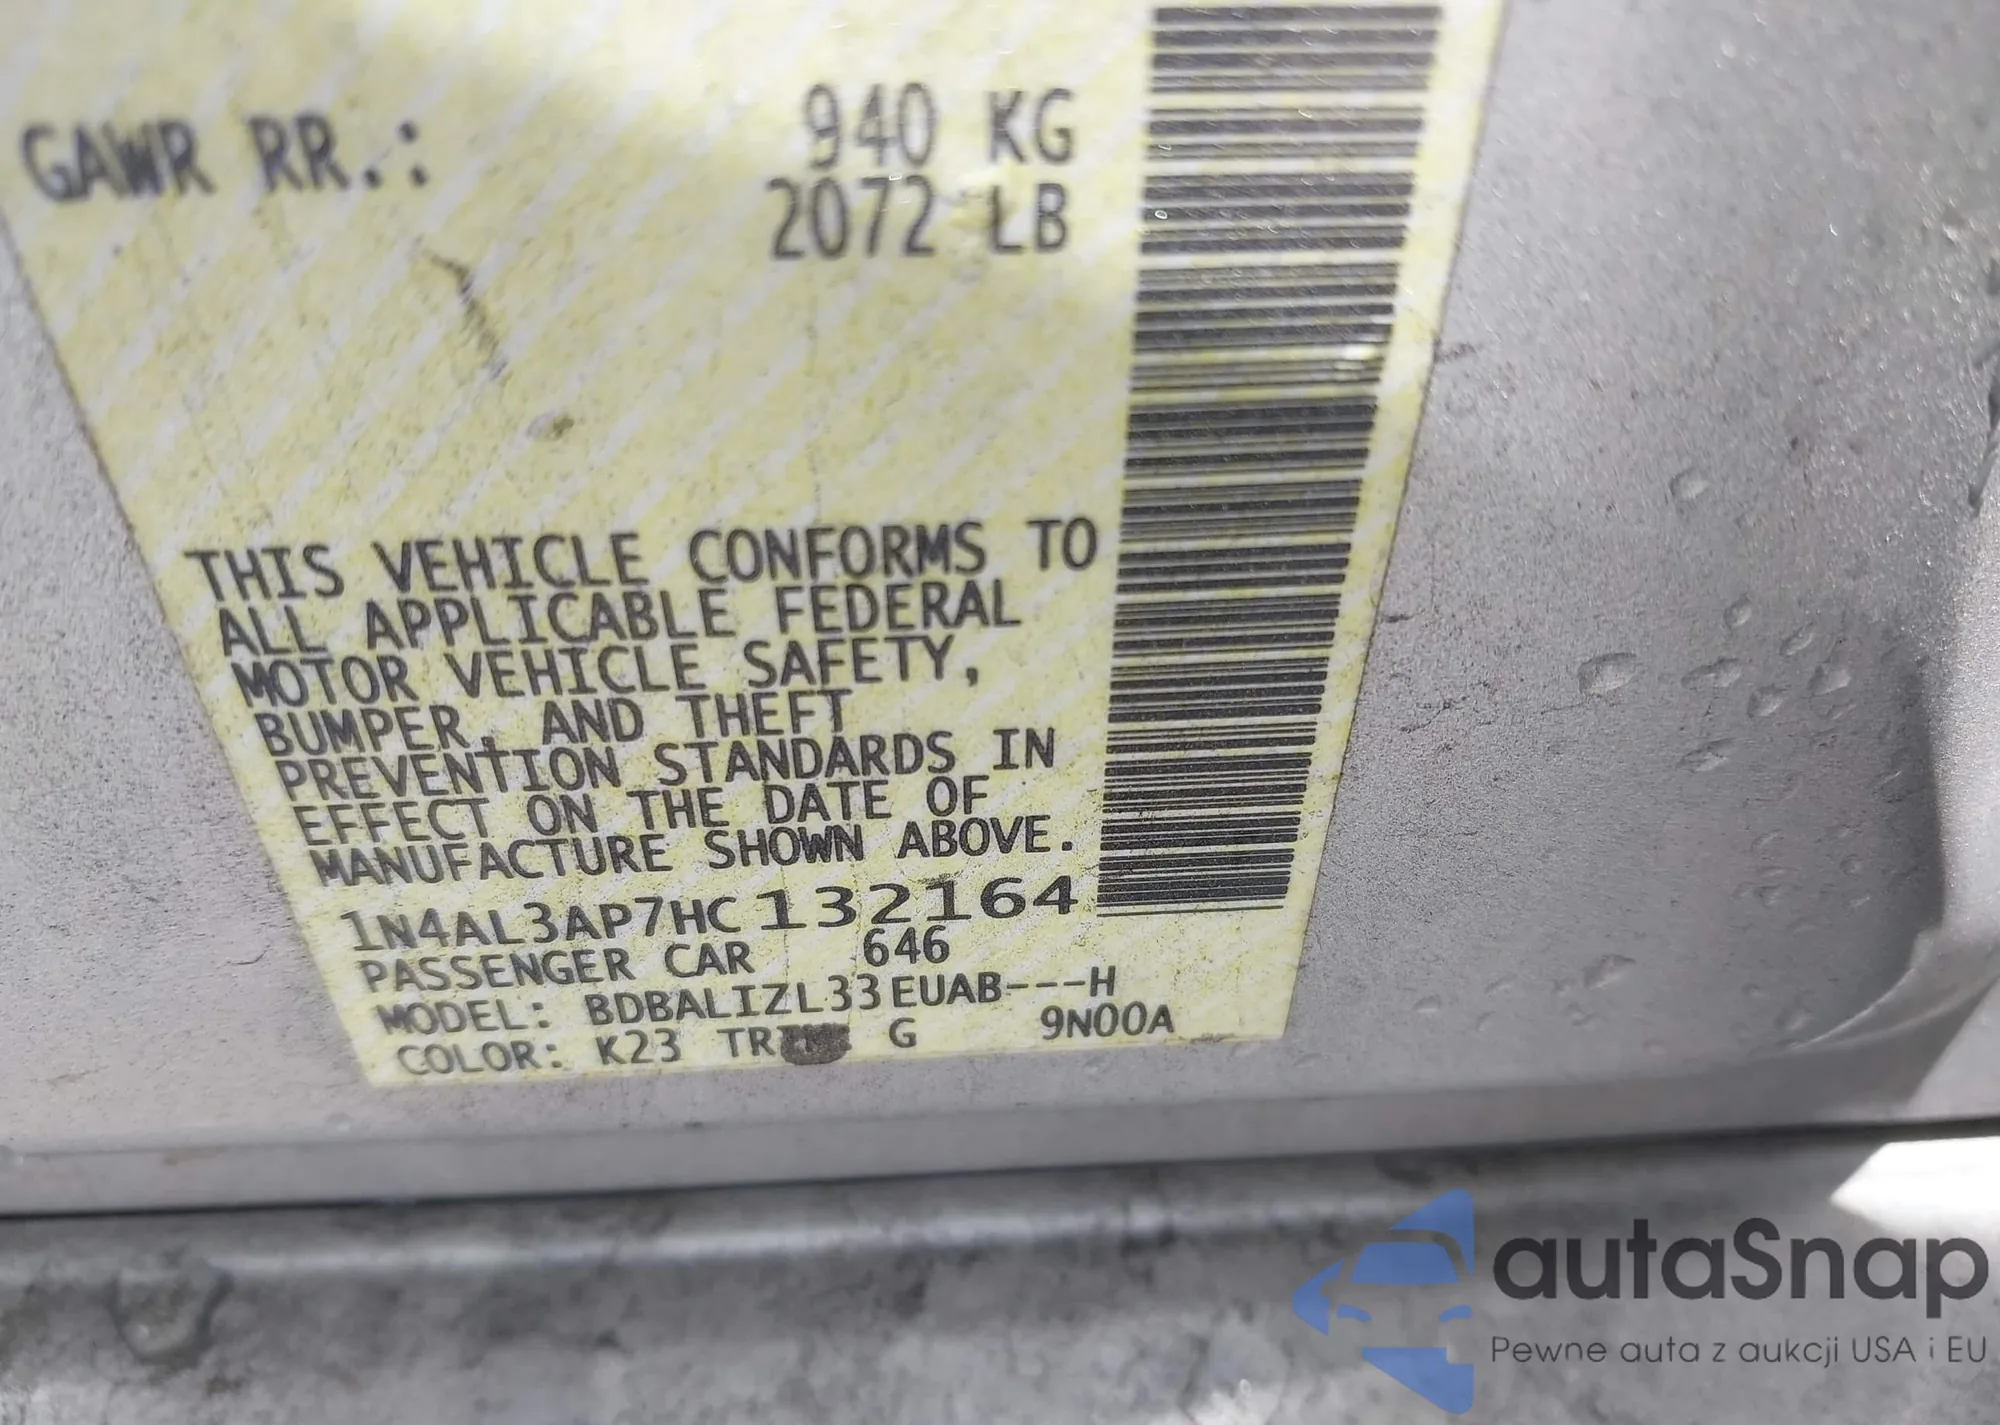 GAWR RR.: 940 KG
2072 LB
THIS VEHICLE CONFORMS TO
ALL APPLICABLE FEDERAL
MOTOR VEHICLE SAFETY,
BUMPER, AND THEFT
PREVENTION STANDARDS IN
EFFECT ON THE DATE OF
MANUFACTURE SHOWN ABOVE.
1N4AL3AP7HC132164
PASSENGER CAR 646
MODEL: BDBALIZL33EUAB---H
COLOR: K23 G 9N00A
autaSnap
Pewne auta z aukcji USA i EU